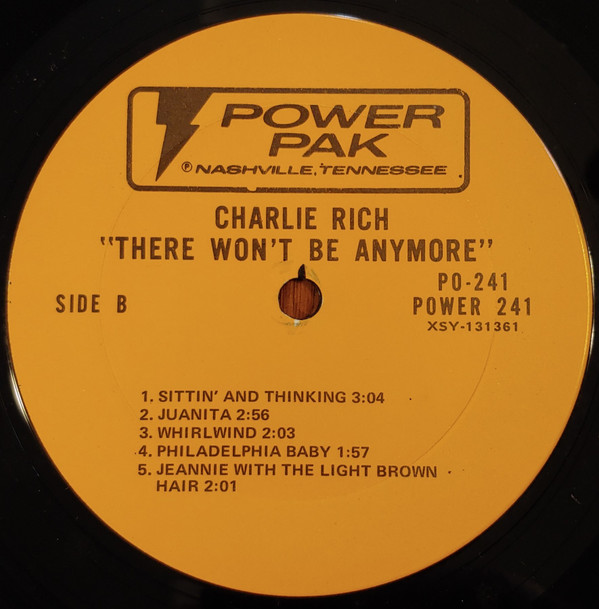 POWER
PAK
℗ NASHVILLE, TENNESSEE
CHARLIE RICH
"THERE WON'T BE ANYMORE"
SIDE B
PO-241
POWER 241
XSY-131361
1. SITTIN' AND THINKING 3:04
2. JUANITA 2:56
3. WHIRLWIND 2:03
4. PHILADELPHIA BABY 1:57
5. JEANNIE WITH THE LIGHT BROWN
HAIR 2:01